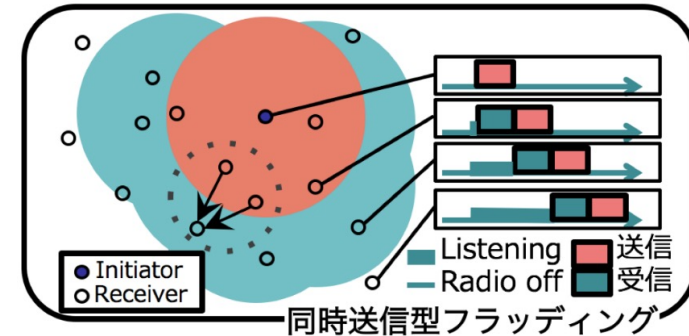 Initiator
Receiver
Listening
Radio off
送信
受信
同時送信型フラッディング